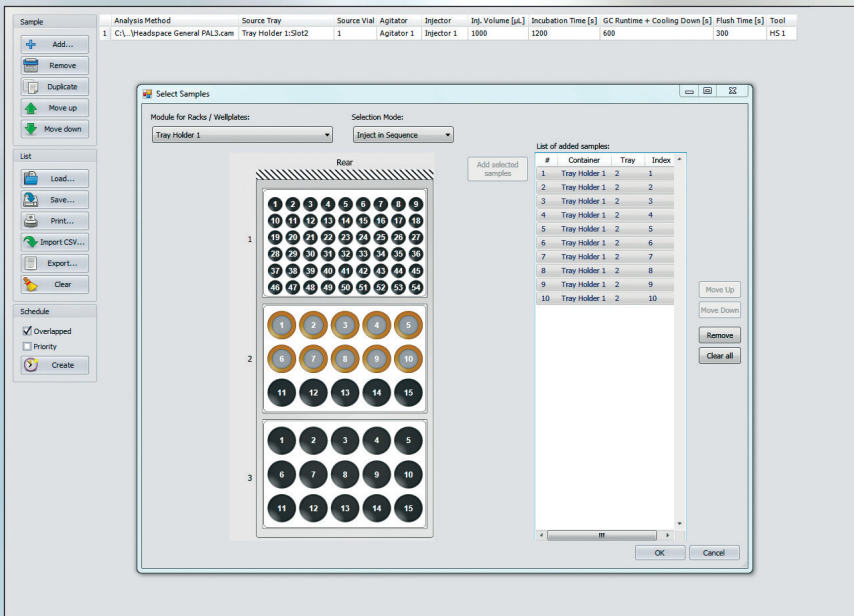 Sample
Add...
Remove
Duplicate
Move up
Move down
List
Load...
Save...
Print...
Import CSV...
Export...
Clear
Schedule
Overlapped
Priority
Create
Analysis Method Source Tray Source Vial Agitator Injector Inj. Volume [µL] Incubation Time [s] GC Runtime + Cooling Down [s] Flush Time [s] Tool
1 C:\...\Headspace General PAL3.cam Tray Holder 1:Slot2 1 Agitator 1 Injector 1 1000 1200 600 300 HS 1
Select Samples
Module for Racks / Wellplates: Selection Mode:
Tray Holder 1 Inject in Sequence
Rear
1
1 2 3 4 5 6 7 8 9
10 11 12 13 14 15 16 17 18
19 20 21 22 23 24 25 26 27
28 29 30 31 32 33 34 35 36
37 38 39 40 41 42 43 44 45
46 47 48 49 50 51 52 53 54
2
1 2 3 4 5
6 7 8 9 10
11 12 13 14 15
3
1 2 3 4 5
6 7 8 9 10
11 12 13 14 15
Add selected
samples
List of added samples:
# Container Tray Index
1 Tray Holder 1 2 1
2 Tray Holder 1 2 2
3 Tray Holder 1 2 3
4 Tray Holder 1 2 4
5 Tray Holder 1 2 5
6 Tray Holder 1 2 6
7 Tray Holder 1 2 7
8 Tray Holder 1 2 8
9 Tray Holder 1 2 9
10 Tray Holder 1 2 10
Move Up
Move Down
Remove
Clear all
OK Cancel